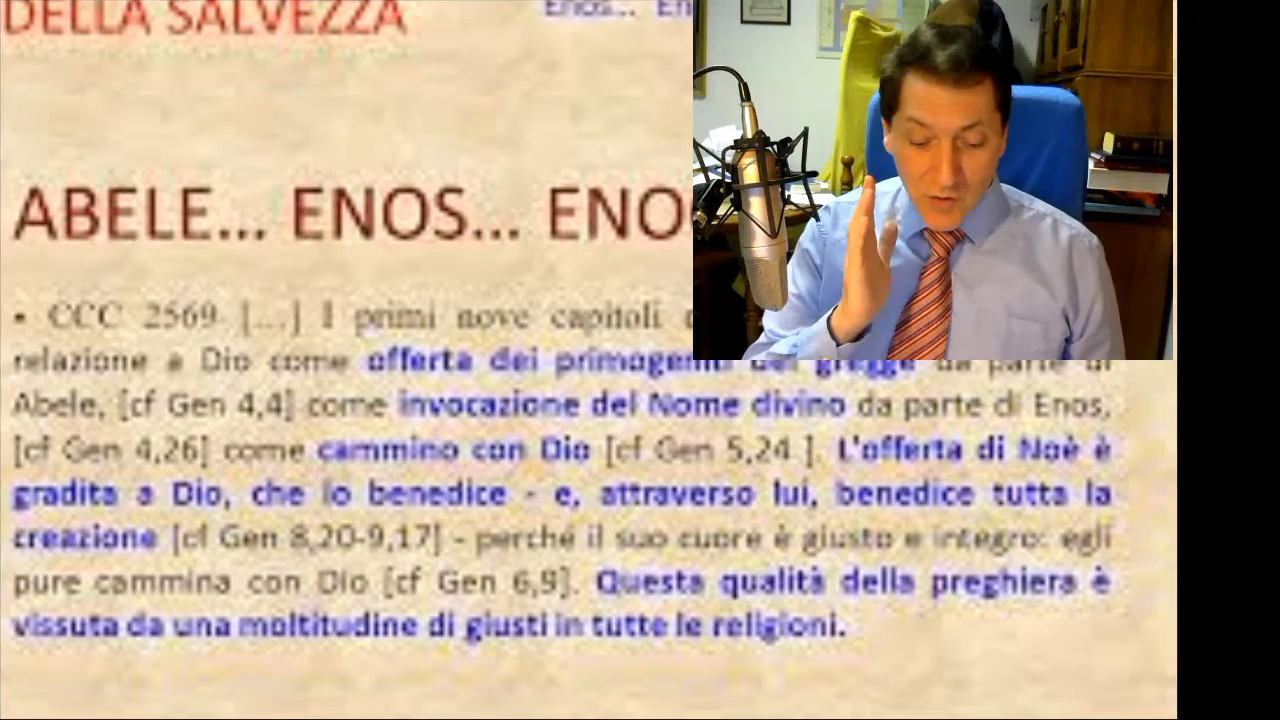 DELLA SALVEZZA
Enos...
ABELE... ENOS... ENO
• CCC 2569 [...] I primi nove capitoli
relazione a Dio come offerta dei primogeniti del gregge da parte di
Abele, [cf Gen 4,4] come invocazione del Nome divino da parte di Enos,
[cf Gen 4,26] come cammino con Dio [cf Gen 5,24 ]. L'offerta di Noè è
gradita a Dio, che lo benedice - e, attraverso lui, benedice tutta la
creazione [cf Gen 8,20-9,17] - perché il suo cuore è giusto e integro: egli
pure cammina con Dio [cf Gen 6,9]. Questa qualità della preghiera è
vissuta da una moltitudine di giusti in tutte le religioni.